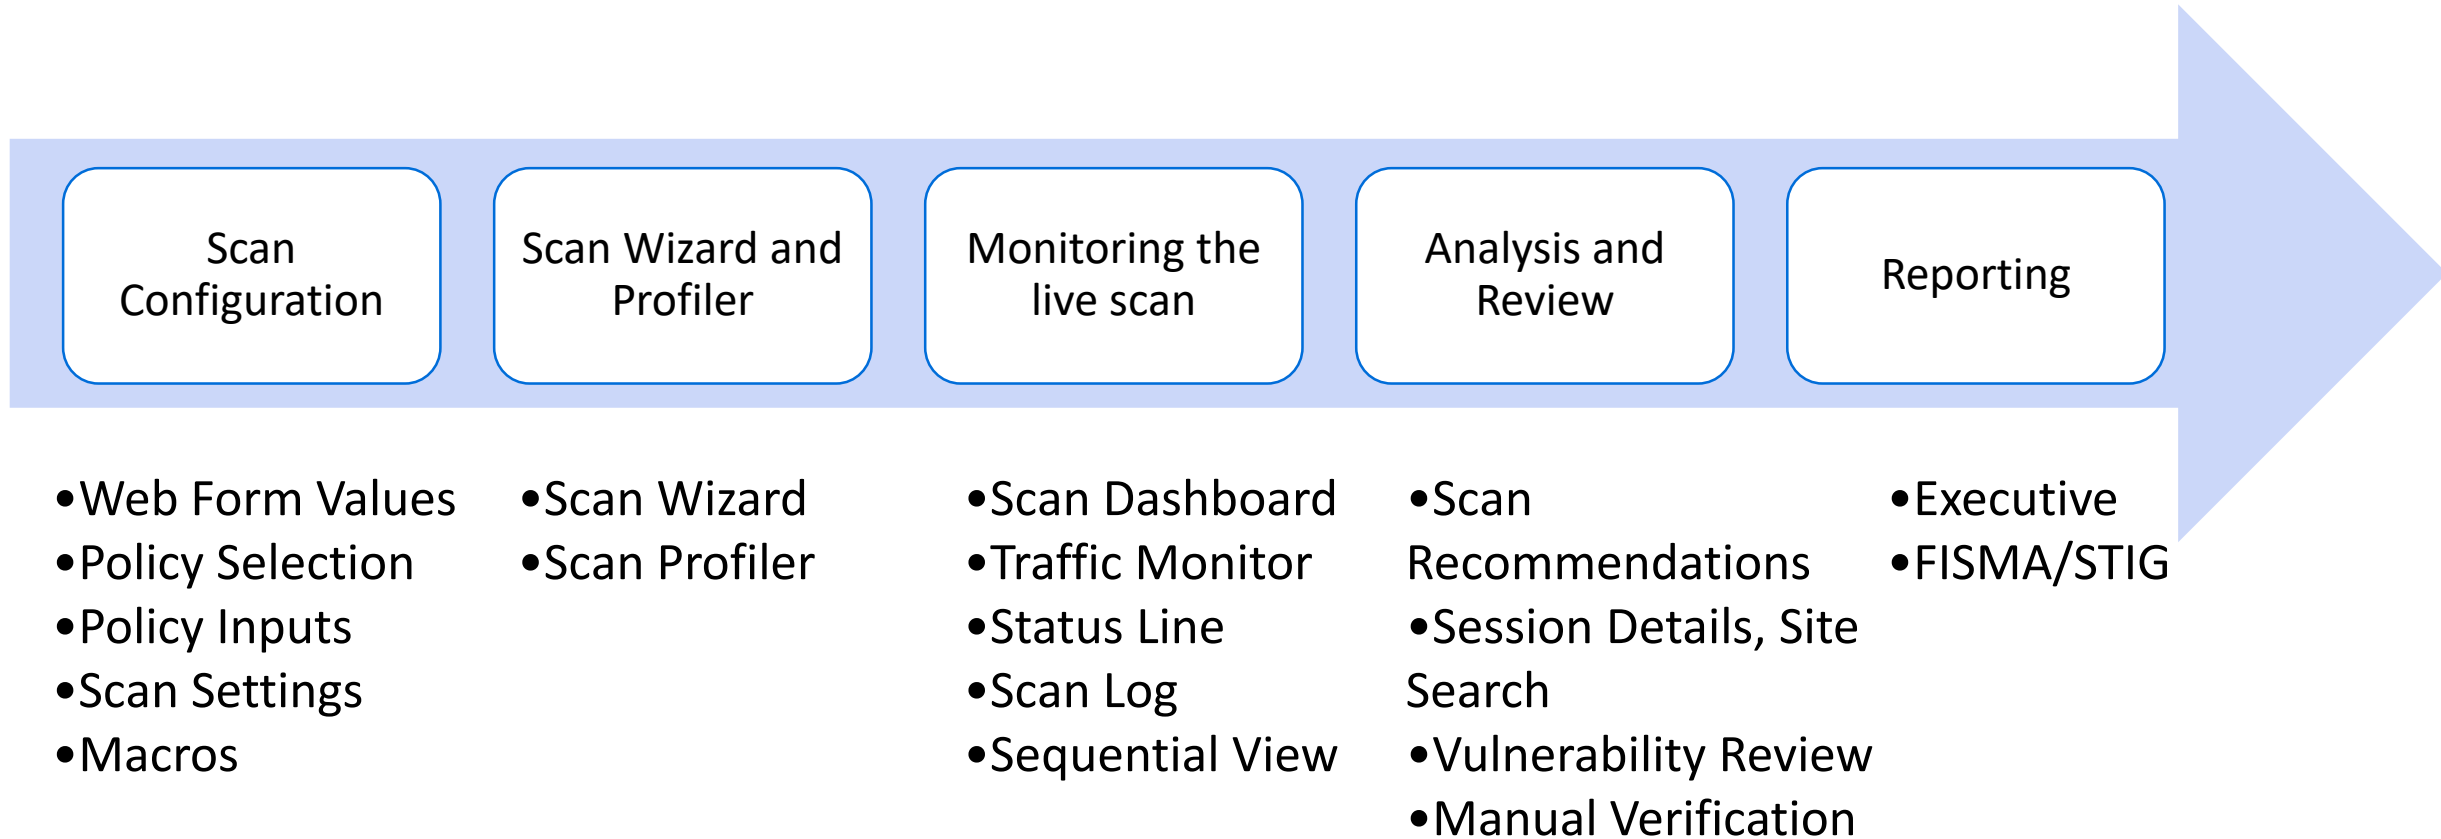 Scan
Configuration
Scan Wizard and
Profiler
Monitoring the
live scan
Analysis and
Review
Reporting
•Web Form Values
•Policy Selection
•Policy Inputs
•Scan Settings
•Macros
•Scan Wizard
•Scan Profiler
•Scan Dashboard
•Traffic Monitor
•Status Line
•Scan Log
•Sequential View
•Scan
Recommendations
•Session Details, Site
Search
•Vulnerability Review
•Manual Verification
•Executive
•FISMA/STIG